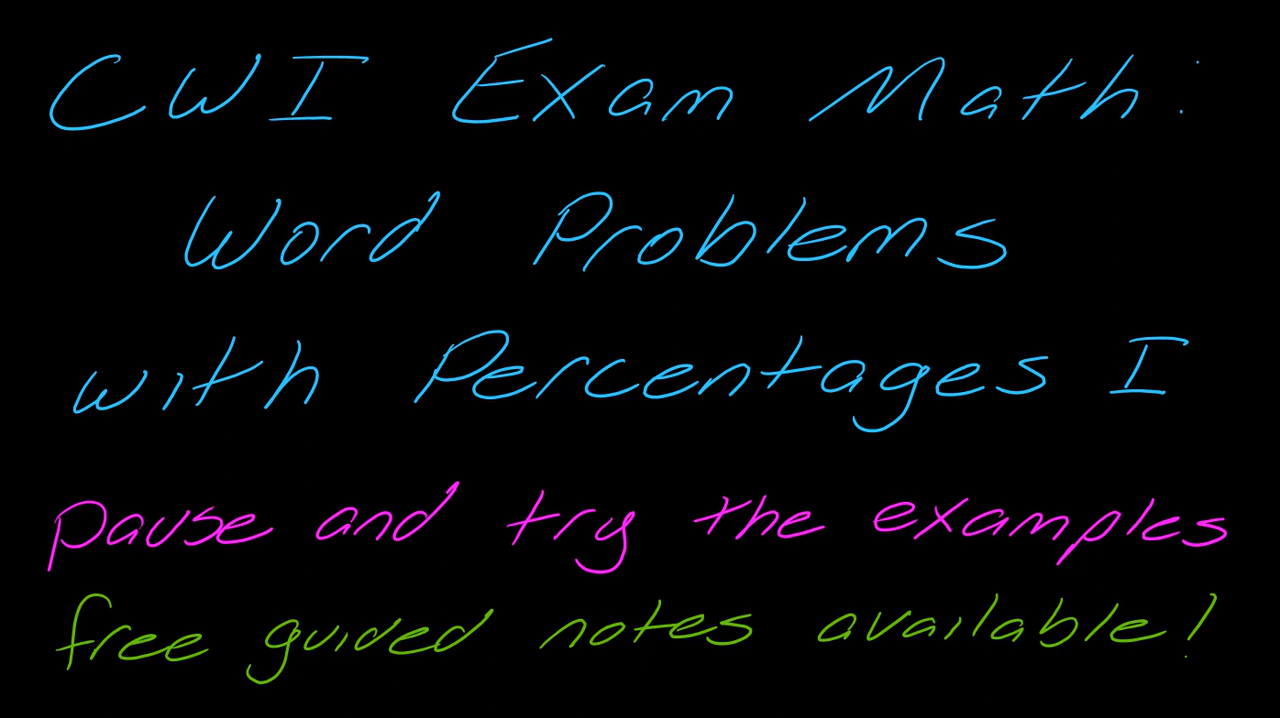 CWI Exam Math:
Word Problems
with Percentages I
pause and try the examples
free guided notes available!